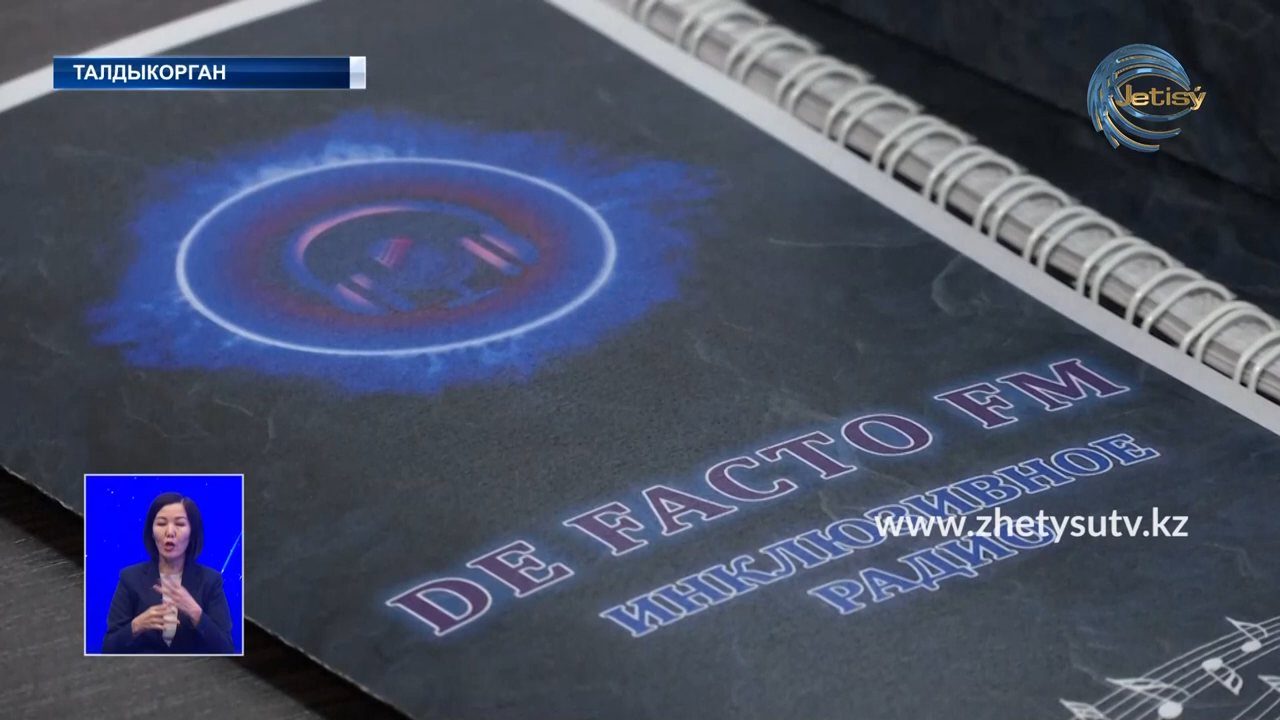 ТАЛДЫКОРГАН
Jetisý
DE FACTO FM
ИНКЛЮЗИВНОЕ
РАДИО
www.zhetysutv.kz